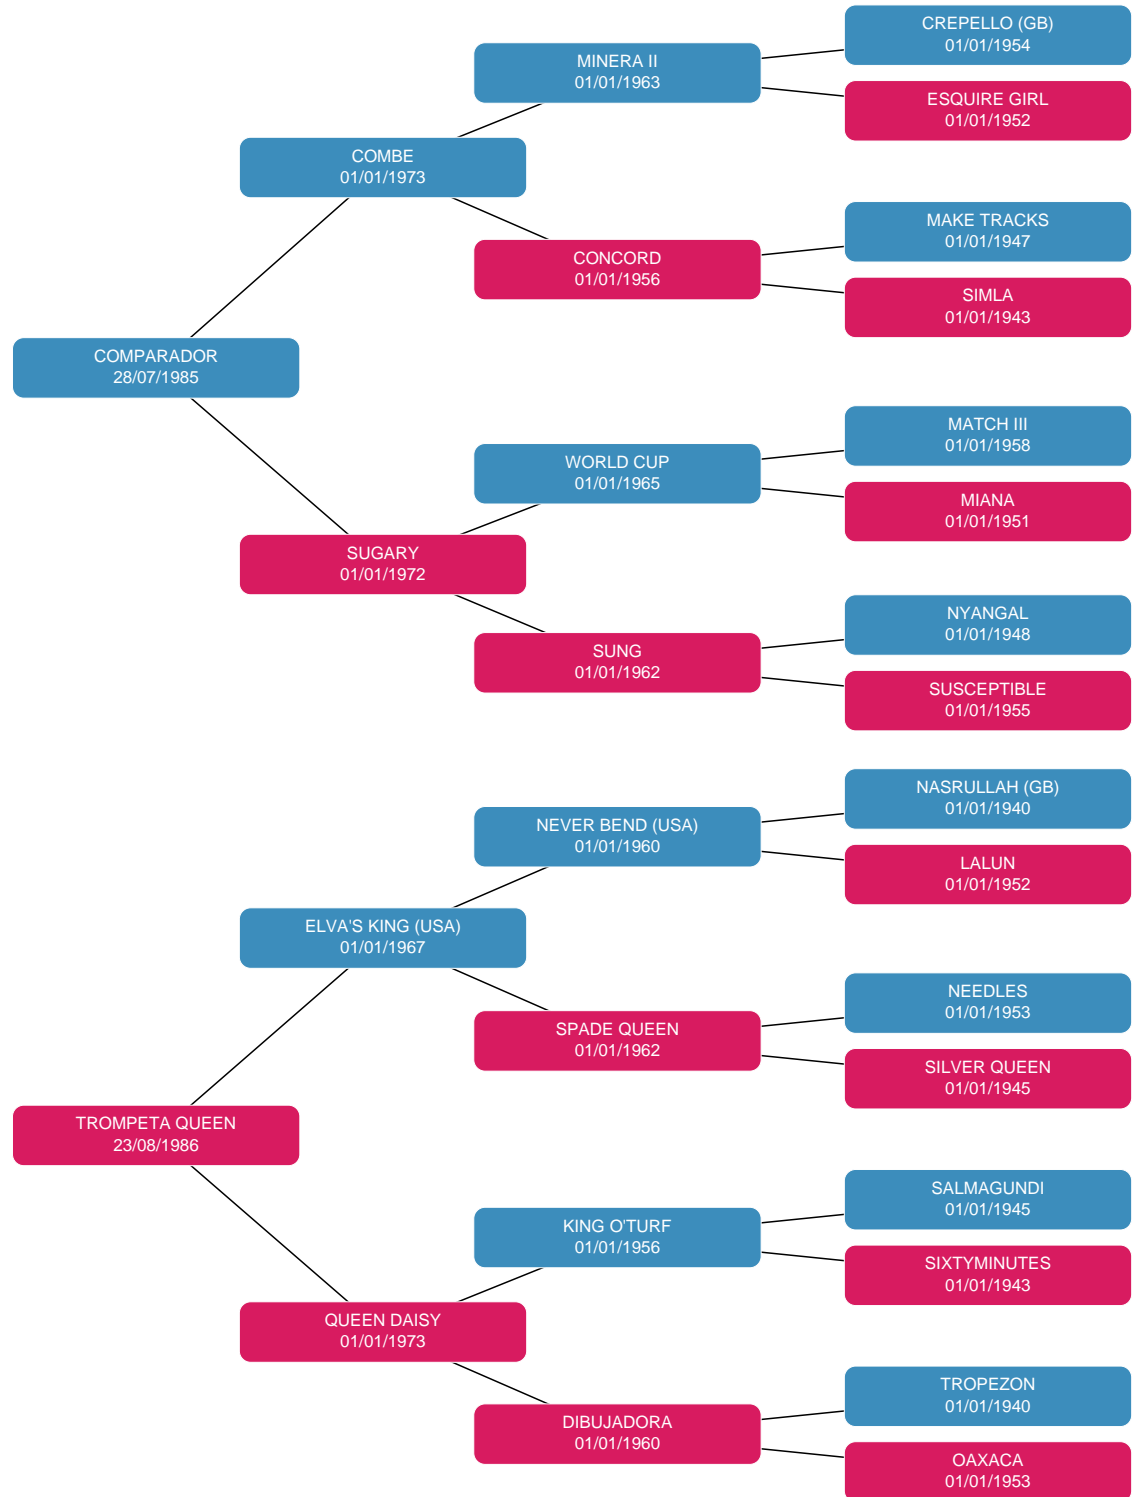 CREPELLO (GB)
01/01/1954
MINERA II
01/01/1963
ESQUIRE GIRL
01/01/1952
COMBE
01/01/1973
MAKE TRACKS
01/01/1947
CONCORD
01/01/1956
SIMLA
01/01/1943
COMPARADOR
28/07/1985
MATCH III
01/01/1958
WORLD CUP
01/01/1965
MIANA
01/01/1951
SUGARY
01/01/1972
NYANGAL
01/01/1948
SUNG
01/01/1962
SUSCEPTIBLE
01/01/1955
NASRULLAH (GB)
01/01/1940
NEVER BEND (USA)
01/01/1960
LALUN
01/01/1952
ELVA'S KING (USA)
01/01/1967
NEEDLES
01/01/1953
SPADE QUEEN
01/01/1962
SILVER QUEEN
01/01/1945
TROMPETA QUEEN
23/08/1986
SALMAGUNDI
01/01/1945
KING O'TURF
01/01/1956
SIXTYMINUTES
01/01/1943
QUEEN DAISY
01/01/1973
TROPEZON
01/01/1940
DIBUJADORA
01/01/1960
OAXACA
01/01/1953